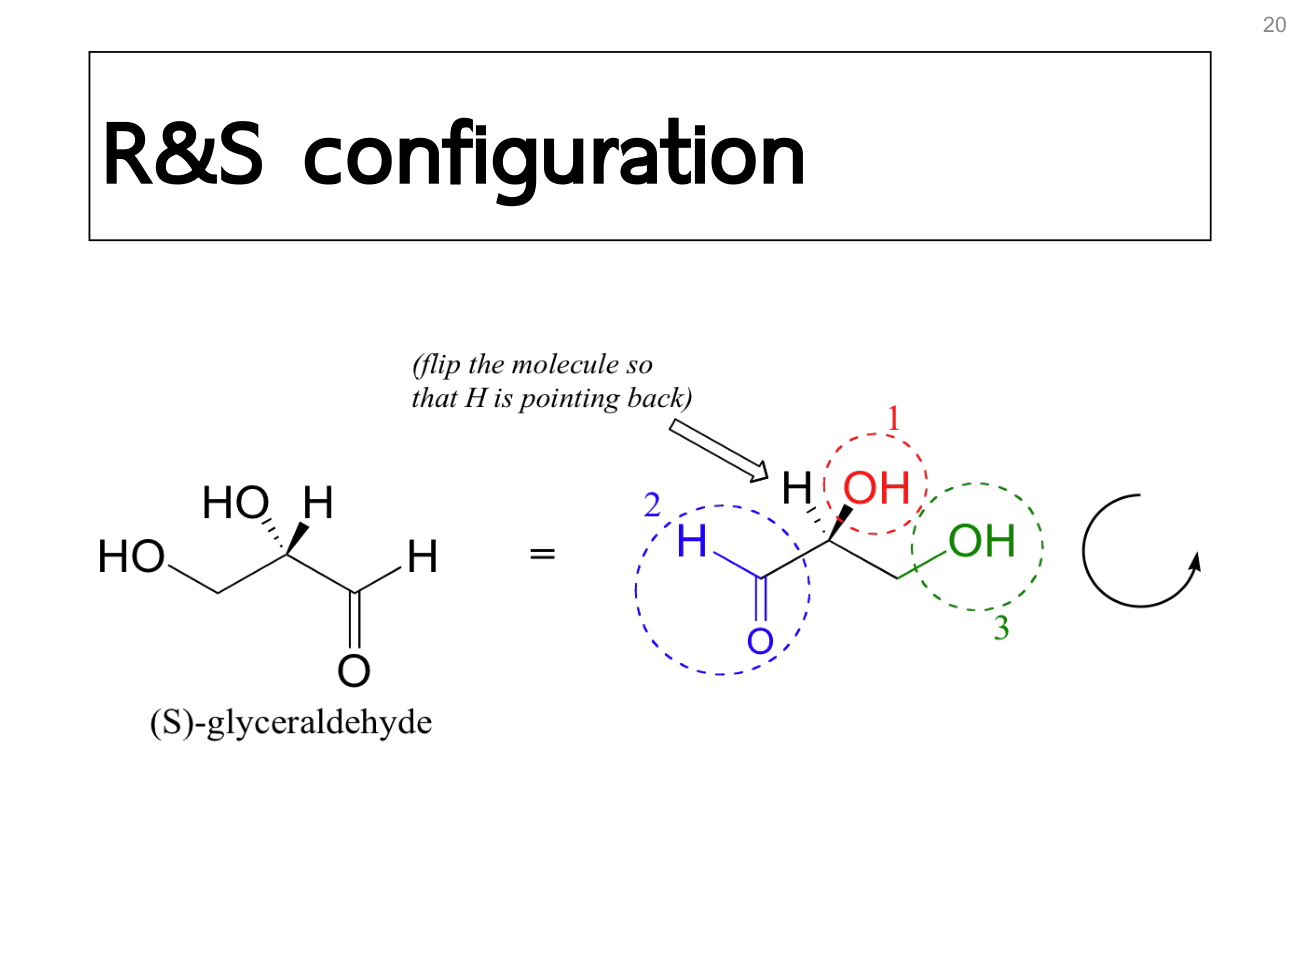 20
R&S configuration
(flip the molecule so
that H is pointing back)
1
2
HO H
H OH
HO H
=
H
OH
O
O
3
(S)-glyceraldehyde